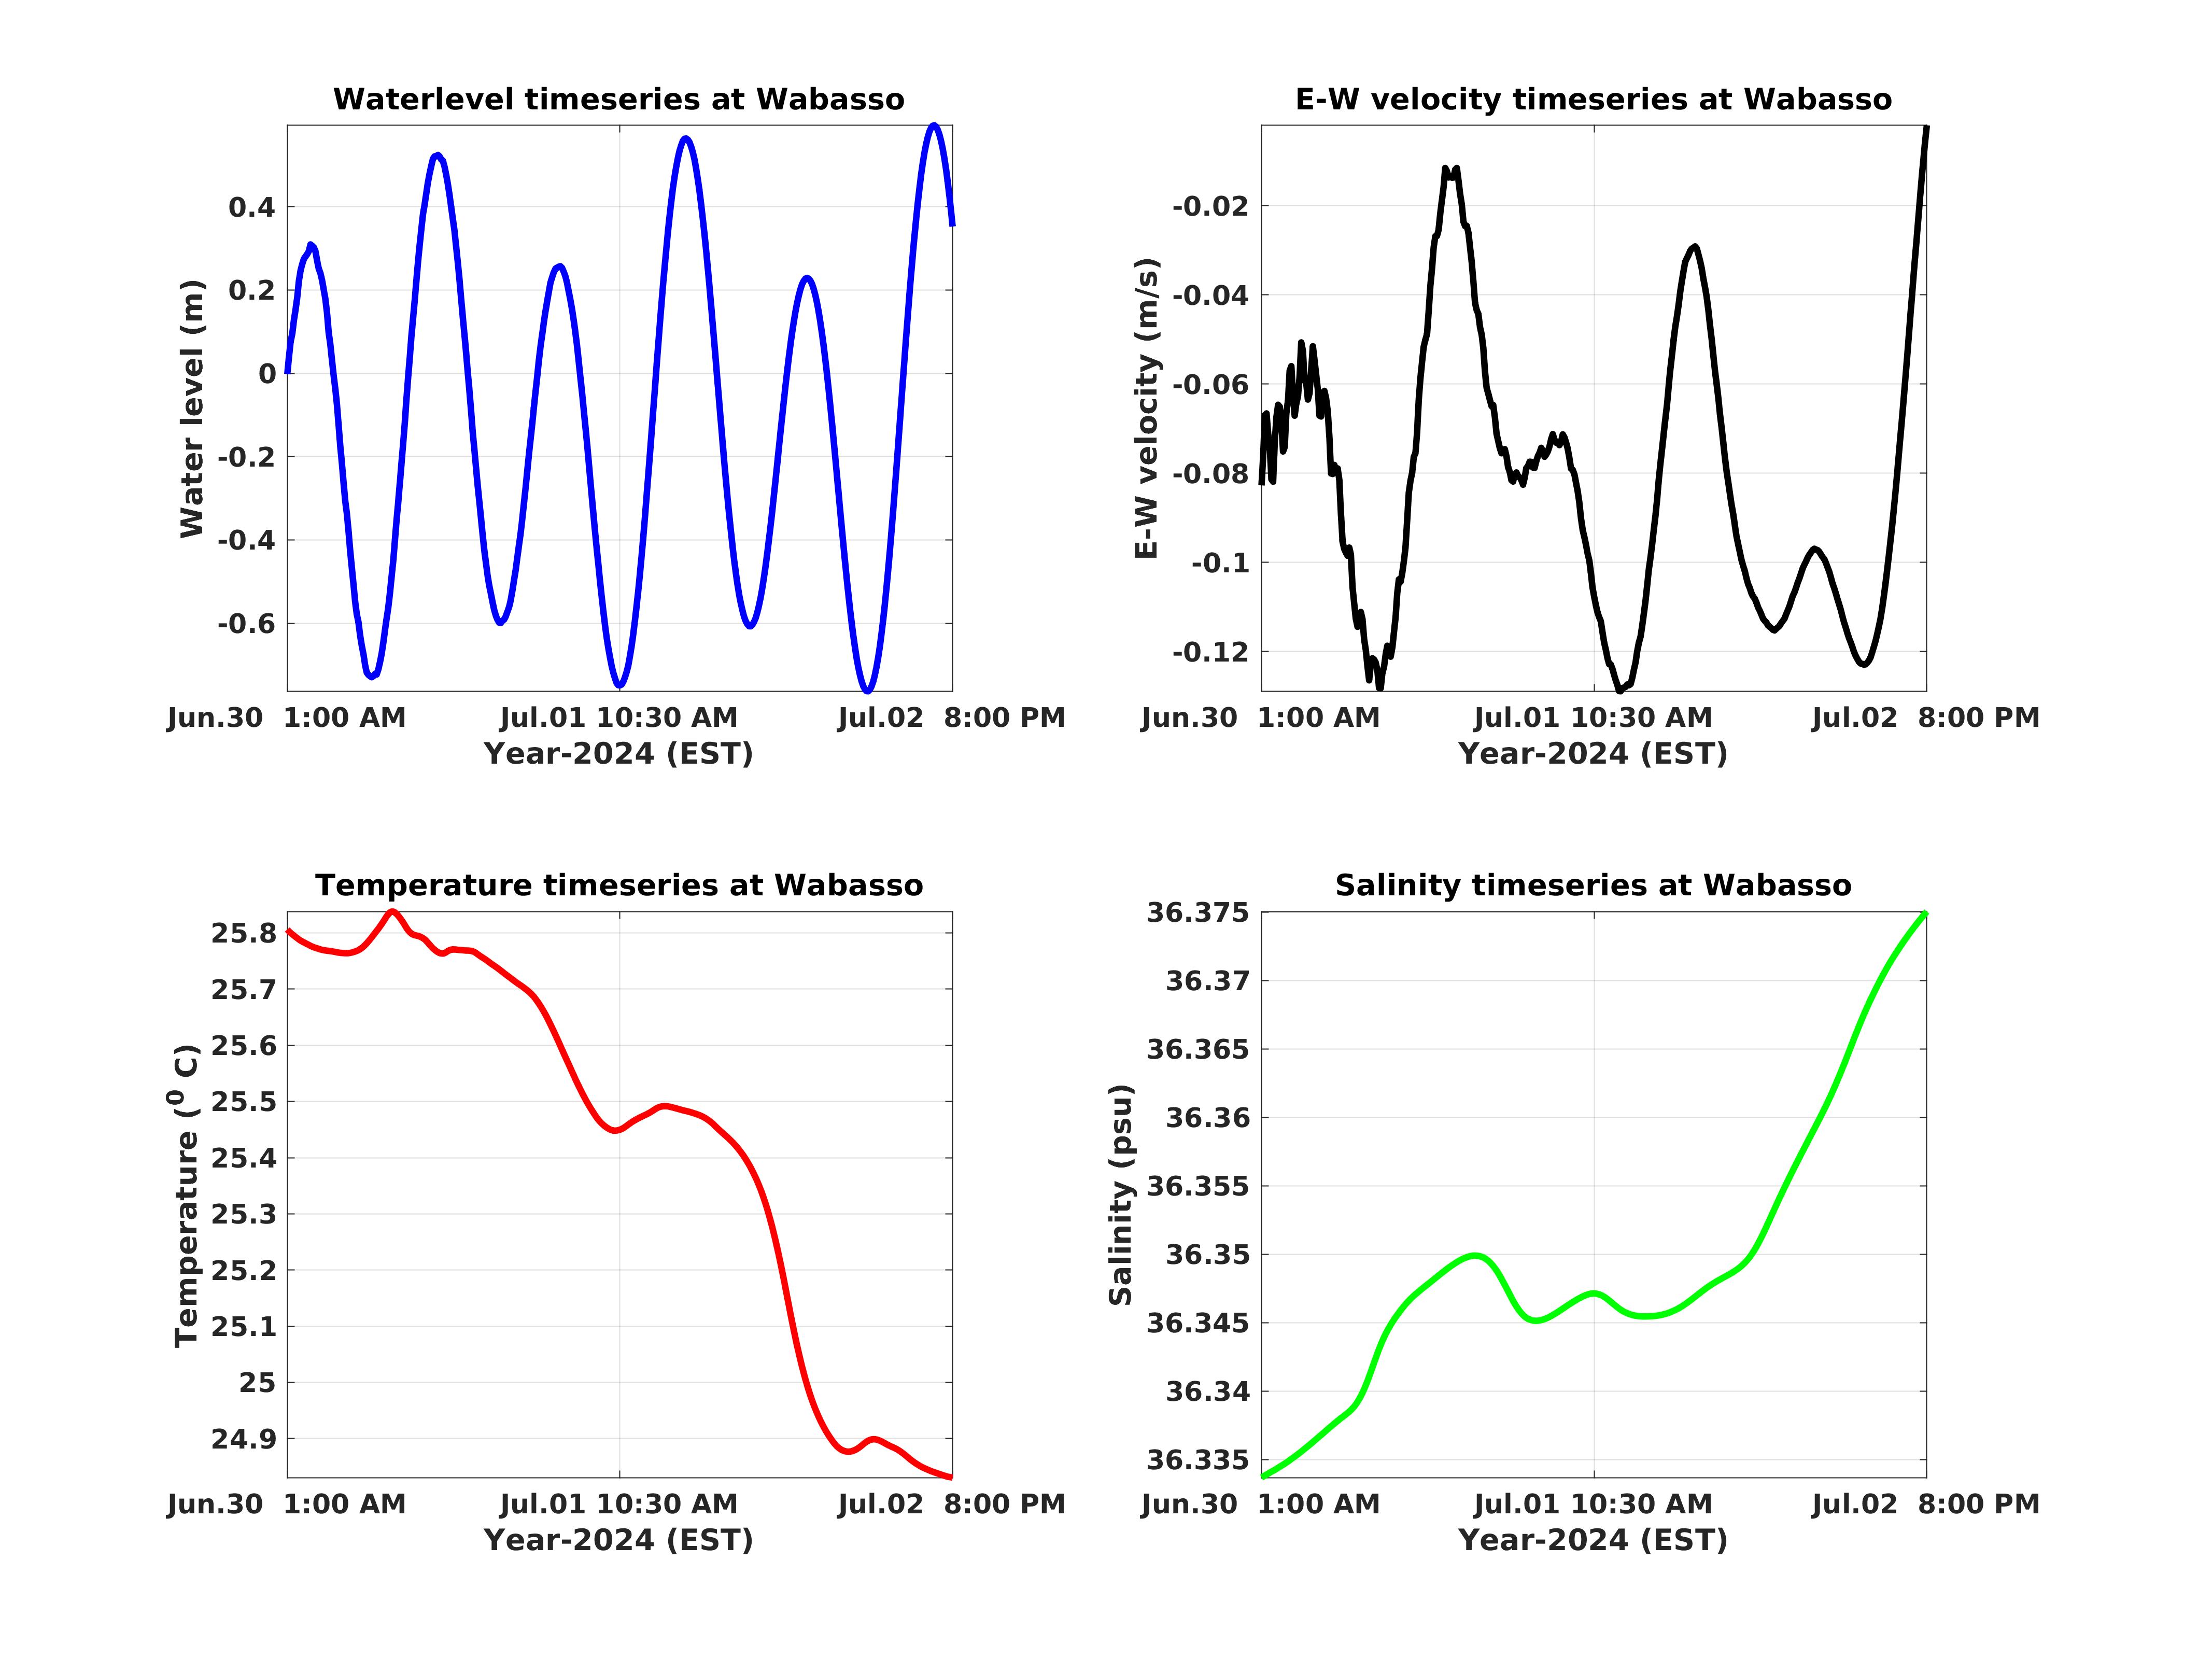 Waterlevel timeseries at Wabasso
Water level (m)
0.4
0.2
0
-0.2
-0.4
-0.6
Jun.30 1:00 AM
Jul.01 10:30 AM
Jul.02 8:00 PM
Year-2024 (EST)
E-W velocity timeseries at Wabasso
E-W velocity (m/s)
-0.02
-0.04
-0.06
-0.08
-0.1
-0.12
Jun.30 1:00 AM
Jul.01 10:30 AM
Jul.02 8:00 PM
Year-2024 (EST)
Temperature timeseries at Wabasso
Temperature (⁰ C)
25.8
25.7
25.6
25.5
25.4
25.3
25.2
25.1
25
24.9
Jun.30 1:00 AM
Jul.01 10:30 AM
Jul.02 8:00 PM
Year-2024 (EST)
Salinity timeseries at Wabasso
Salinity (psu)
36.375
36.37
36.365
36.36
36.355
36.35
36.345
36.34
36.335
Jun.30 1:00 AM
Jul.01 10:30 AM
Jul.02 8:00 PM
Year-2024 (EST)